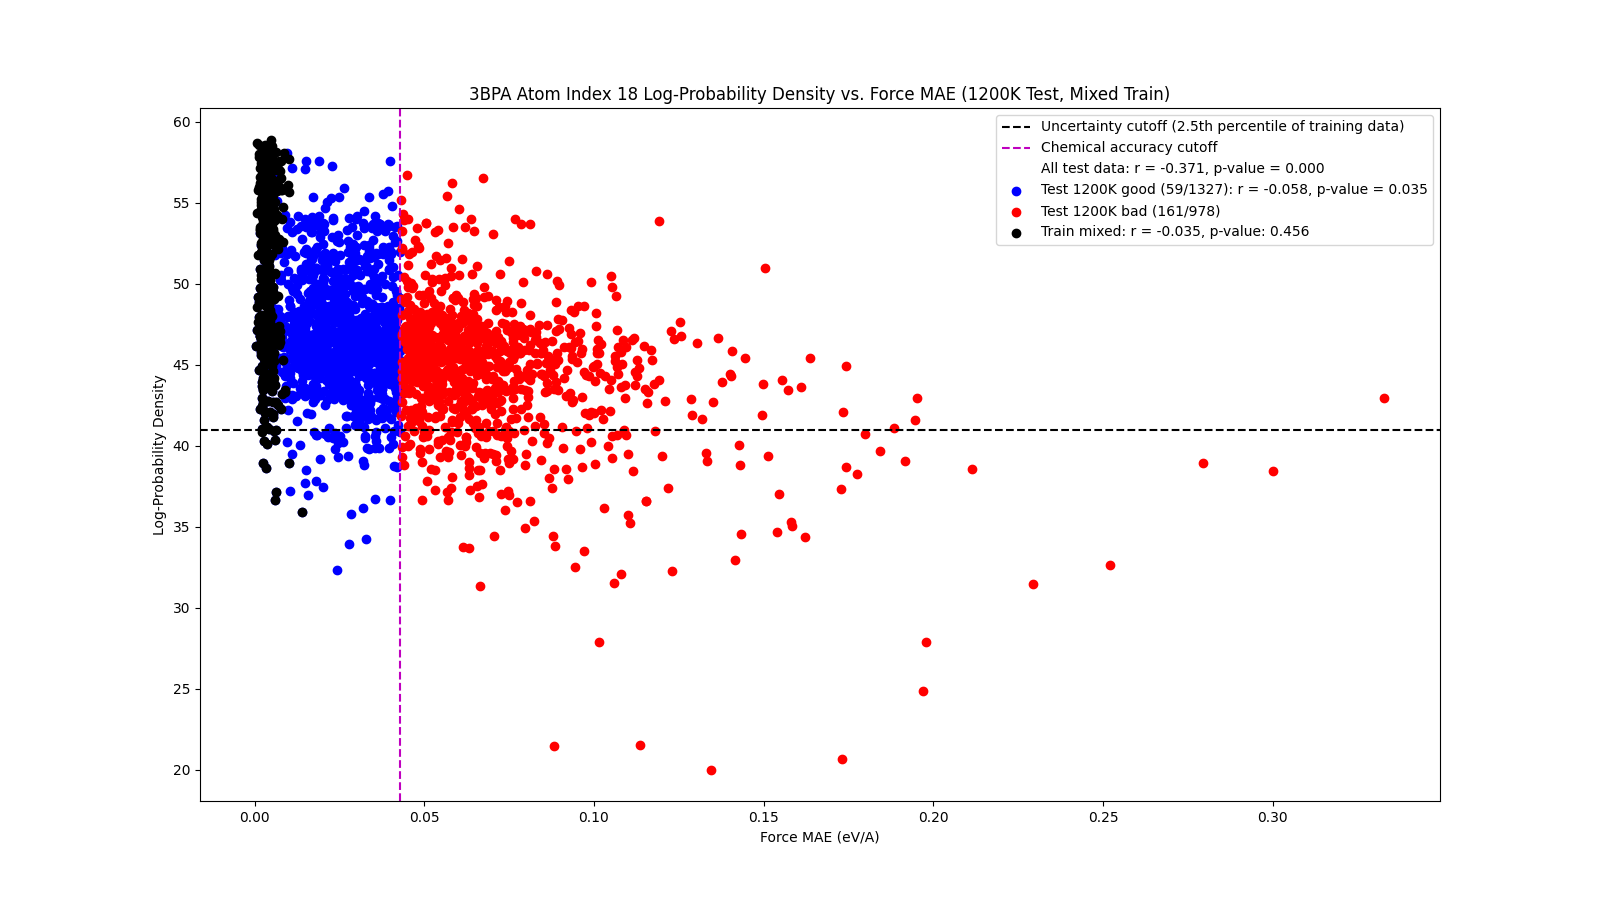 3BPA Atom Index 18 Log-Probability Density vs. Force MAE (1200K Test, Mixed Train)
Uncertainty cutoff (2.5th percentile of training data)
Chemical accuracy cutoff
All test data: r = -0.371, p-value = 0.000
Test 1200K good (59/1327): r = -0.058, p-value = 0.035
Test 1200K bad (161/978)
Train mixed: r = -0.035, p-value: 0.456
Log-Probability Density
60
55
50
45
40
35
30
25
20
0.00
0.05
0.10
0.15
0.20
0.25
0.30
Force MAE (eV/A)